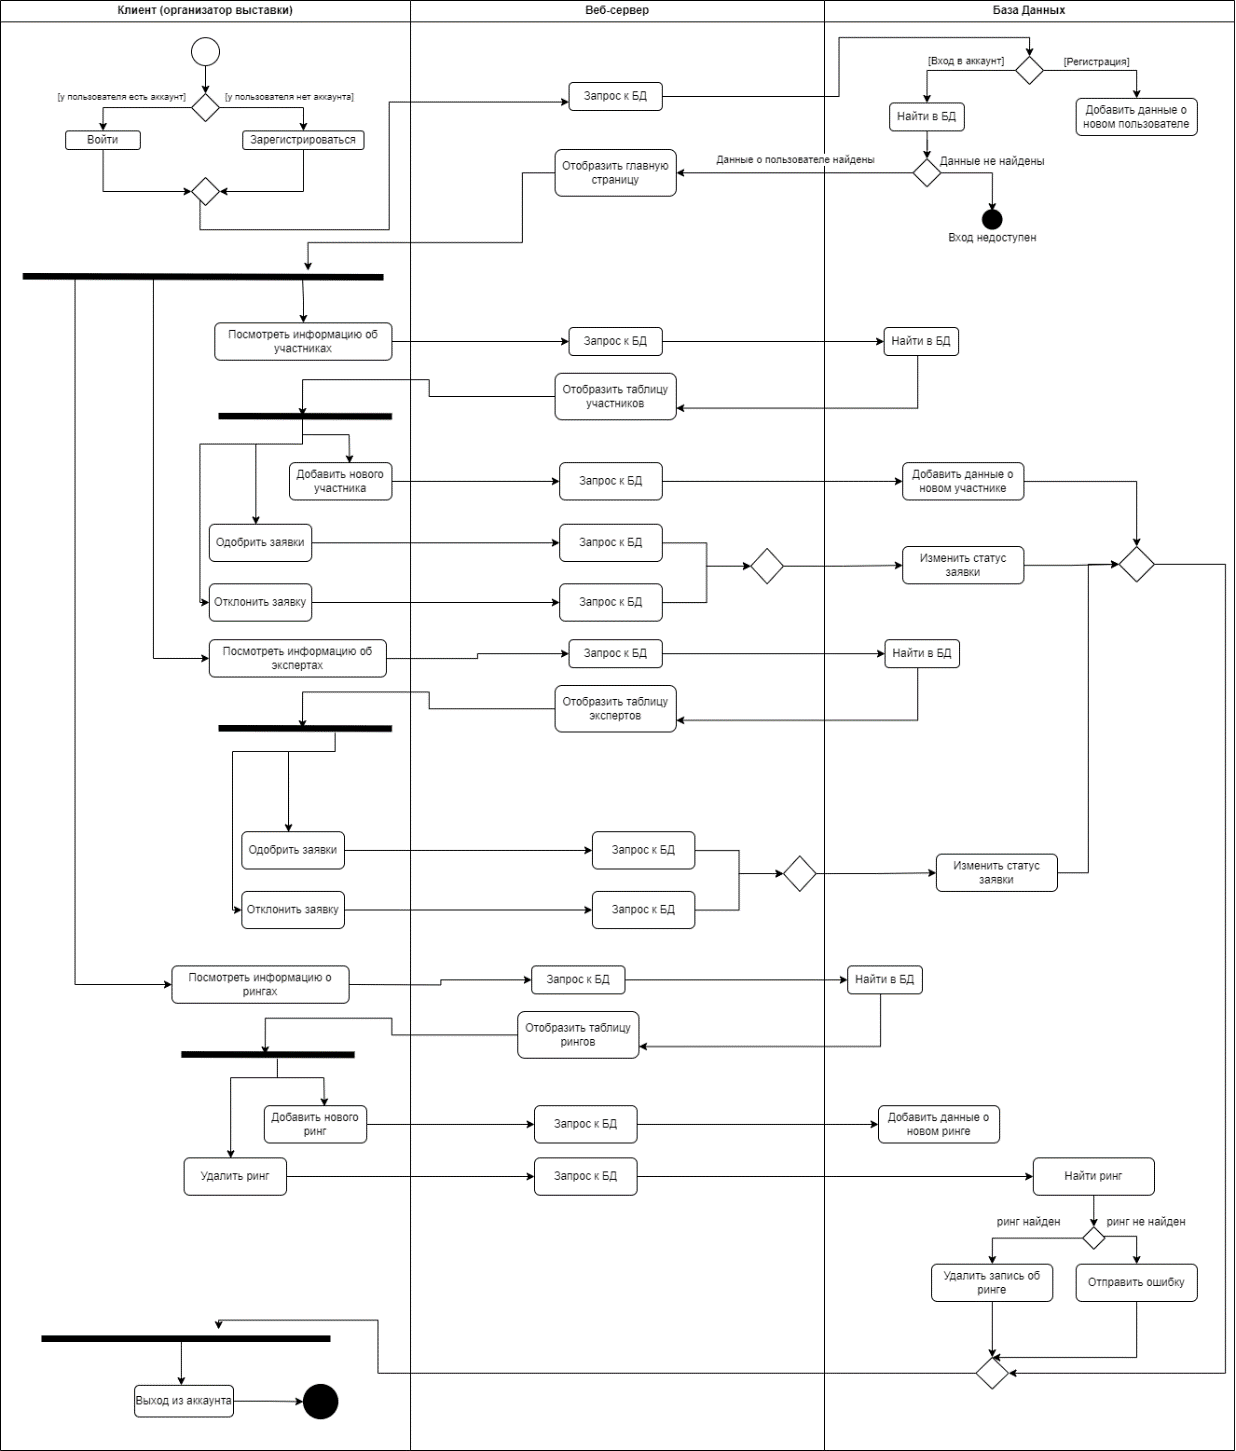 Клиент (организатор выставки)
Веб-сервер
База Данных
[у пользователя есть аккаунт]
[у пользователя нет аккаунта]
Войти
Зарегистрироваться
Запрос к БД
[Вход в аккаунт]
[Регистрация]
Найти в БД
Добавить данные о
новом пользователе
Отобразить главную
страницу
Данные о пользователе найдены
Данные не найдены
Вход недоступен
Посмотреть информацию об
участниках
Запрос к БД
Найти в БД
Отобразить таблицу
участников
Добавить нового
участника
Запрос к БД
Добавить данные о
новом участнике
Одобрить заявки
Запрос к БД
Изменить статус
заявки
Отклонить заявку
Запрос к БД
Посмотреть информацию об
экспертах
Запрос к БД
Найти в БД
Отобразить таблицу
экспертов
Одобрить заявки
Запрос к БД
Изменить статус
заявки
Отклонить заявку
Запрос к БД
Посмотреть информацию о
рингах
Запрос к БД
Найти в БД
Отобразить таблицу
рингов
Добавить нового
ринг
Запрос к БД
Добавить данные о
новом ринге
Удалить ринг
Запрос к БД
Найти ринг
ринг найден
ринг не найден
Удалить запись об
ринге
Отправить ошибку
Выход из аккаунта